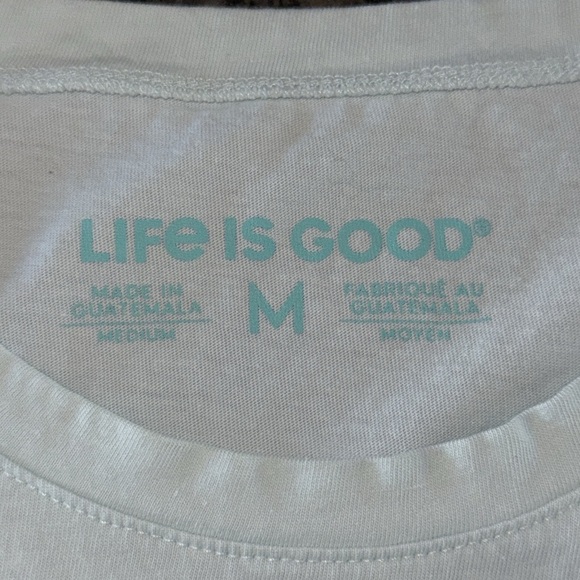 LIFe IS GOOD®
MADE IN
GUATEMALA
MEDIUM
M
FABRIQUÉ AU
GUATEMALA
MOYEN